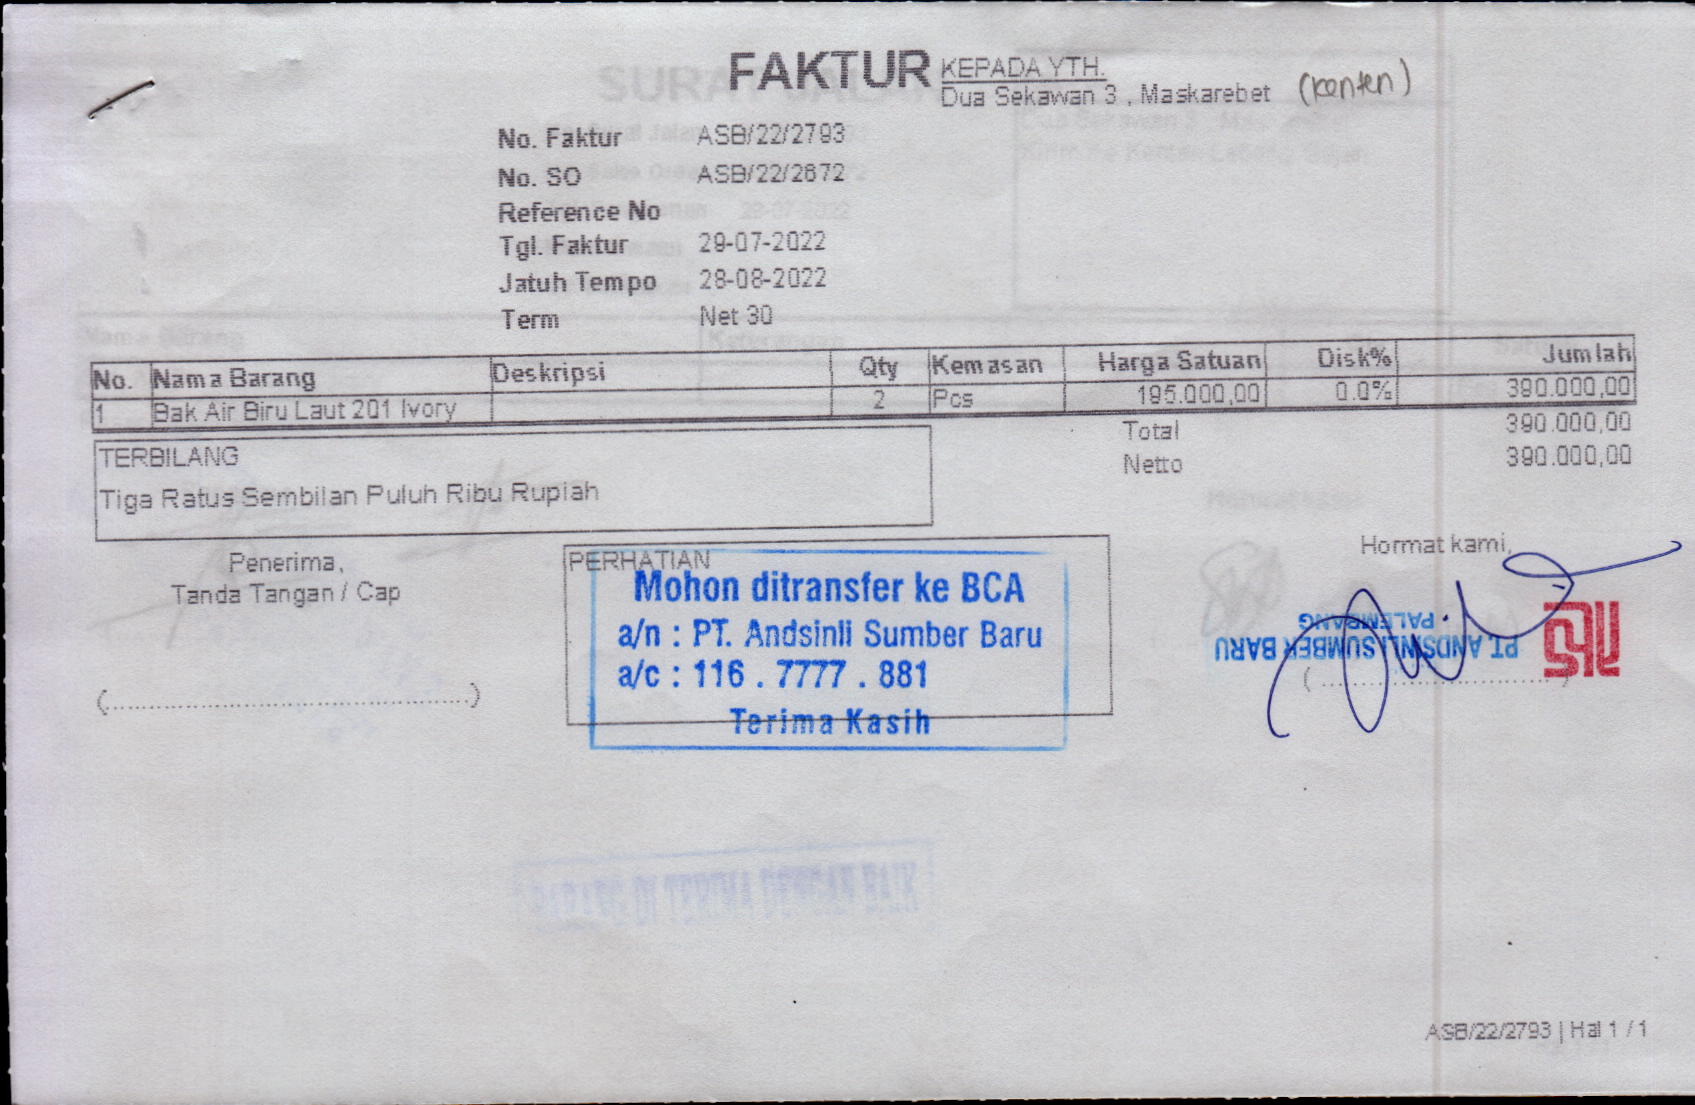 FAKTUR
KEPADA YTH.
Dua Sekawan 3 , Maskarebet (kenten)
No. Faktur ASB/22/2793
No. SO ASB/22/2872
Reference No
Tgl. Faktur 29-07-2022
Jatuh Tempo 28-08-2022
Term Net 30
No. Nama Barang Deskripsi Qty Kemasan Harga Satuan Disk% Jumlah
1 Bak Air Biru Laut 201 Ivory 2 Pcs 195.000,00 0.0% 390.000,00
Total 390.000,00
Netto 390.000,00
TERBILANG
Tiga Ratus Sembilan Puluh Ribu Rupiah
Penerima,
Tanda Tangan / Cap
(..........................................)
PERHATIAN
Mohon ditransfer ke BCA
a/n : PT. Andsinli Sumber Baru
a/c : 116 . 7777 . 881
Terima Kasih
Hormat kami,
PT. ANDSINLI SUMBER BARU
PALEMBANG
(..............................)
ASB/22/2793 | Hal 1 / 1